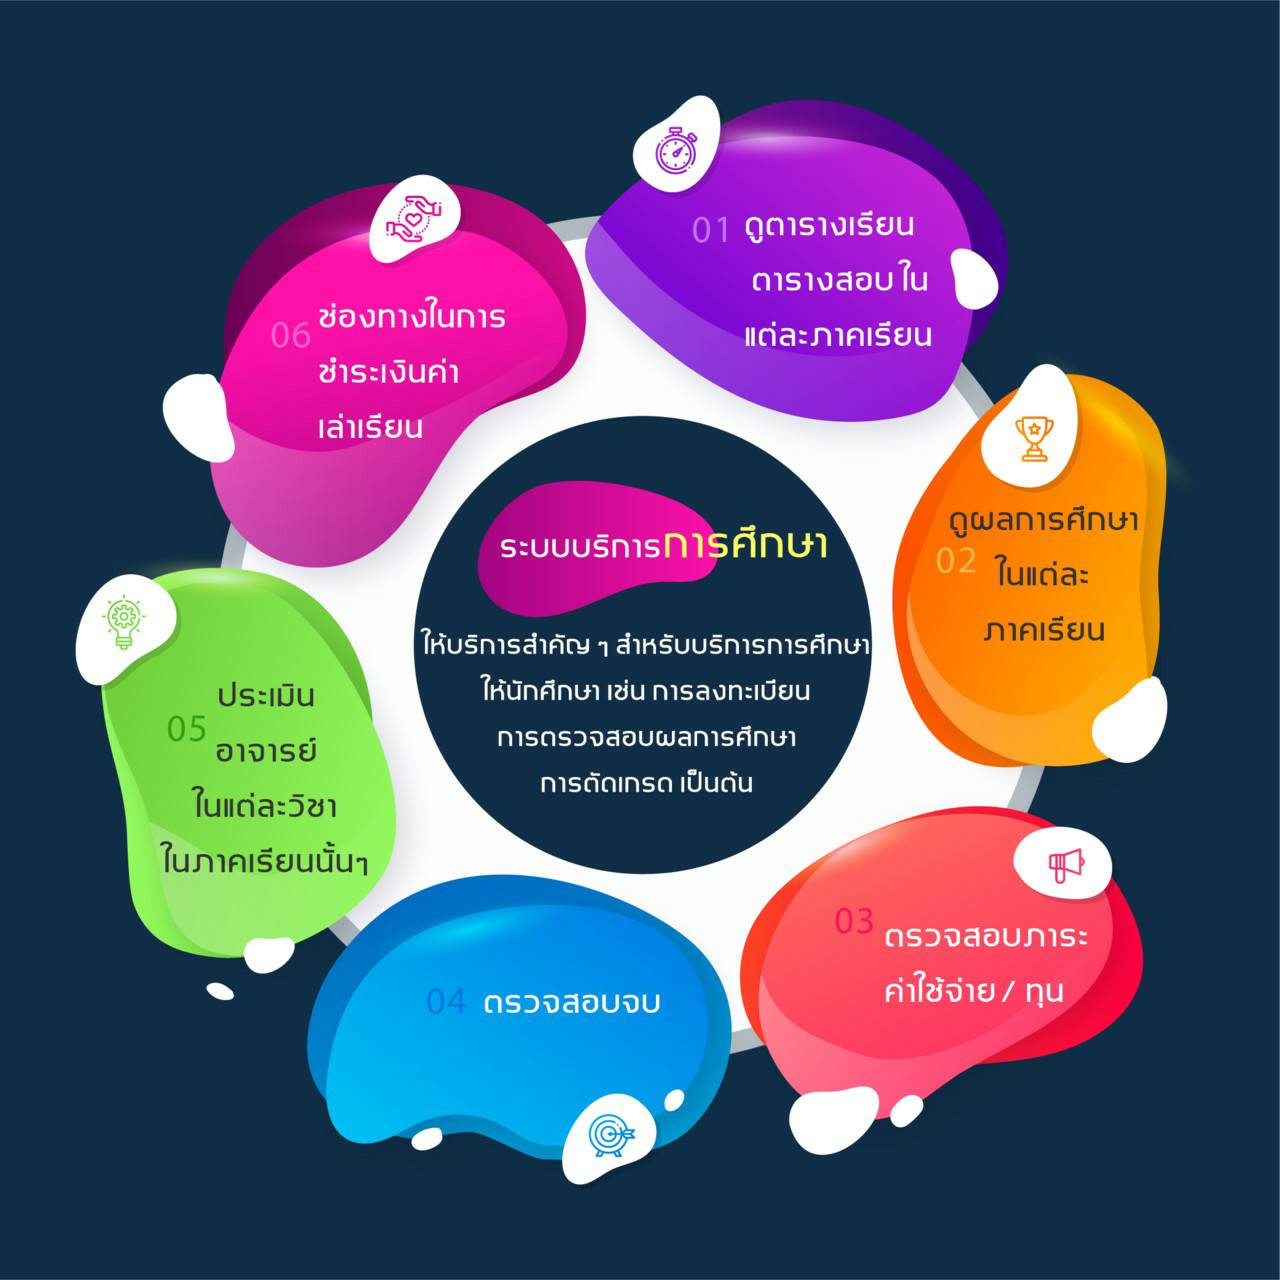 ระบบบริการการศึกษา
ให้บริการสำคัญ ๆ สำหรับบริการการศึกษา
ให้นักศึกษา เช่น การลงทะเบียน
การตรวจสอบผลการศึกษา
การตัดเกรด เป็นต้น
01 ดูตารางเรียน
ตารางสอบ ใน
แต่ละภาคเรียน
02
ดูผลการศึกษา
ในแต่ละ
ภาคเรียน
03
ตรวจสอบภาระ
ค่าใช้จ่าย / ทุน
04 ตรวจสอบจบ
05
ประเมิน
อาจารย์
ในแต่ละวิชา
ในภาคเรียนนั้นๆ
06
ช่องทางในการ
ชำระเงินค่า
เล่าเรียน